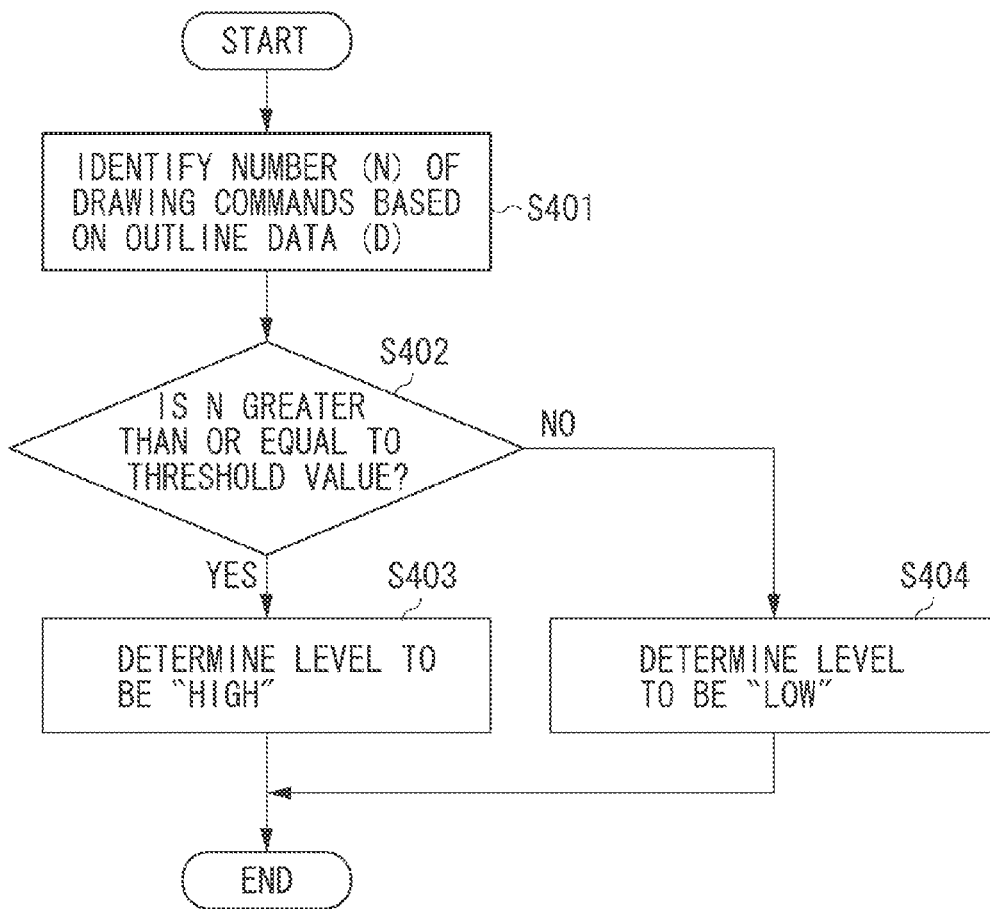 START
IDENTIFY NUMBER (N) OF
DRAWING COMMANDS BASED
ON OUTLINE DATA (D)
S401
S402
IS N GREATER
THAN OR EQUAL TO
THRESHOLD VALUE?
NO
YES
S403
DETERMINE LEVEL TO
BE "HIGH"
S404
DETERMINE LEVEL
TO BE "LOW"
END